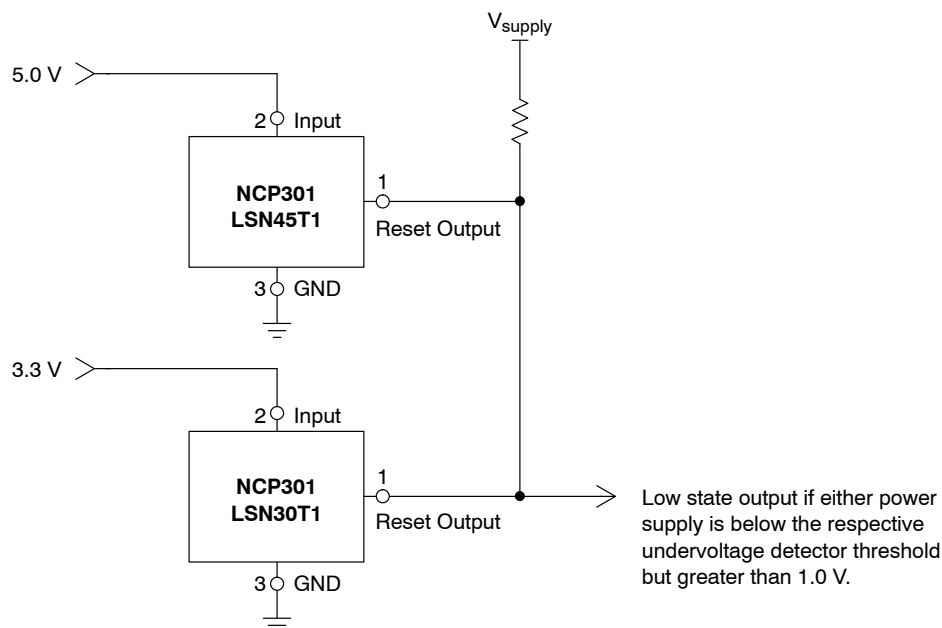 Vsupply
5.0 V
2 Input
NCP301
LSN45T1
1
Reset Output
3 GND
3.3 V
2 Input
NCP301
LSN30T1
1
Reset Output
3 GND
Low state output if either power
supply is below the respective
undervoltage detector threshold
but greater than 1.0 V.